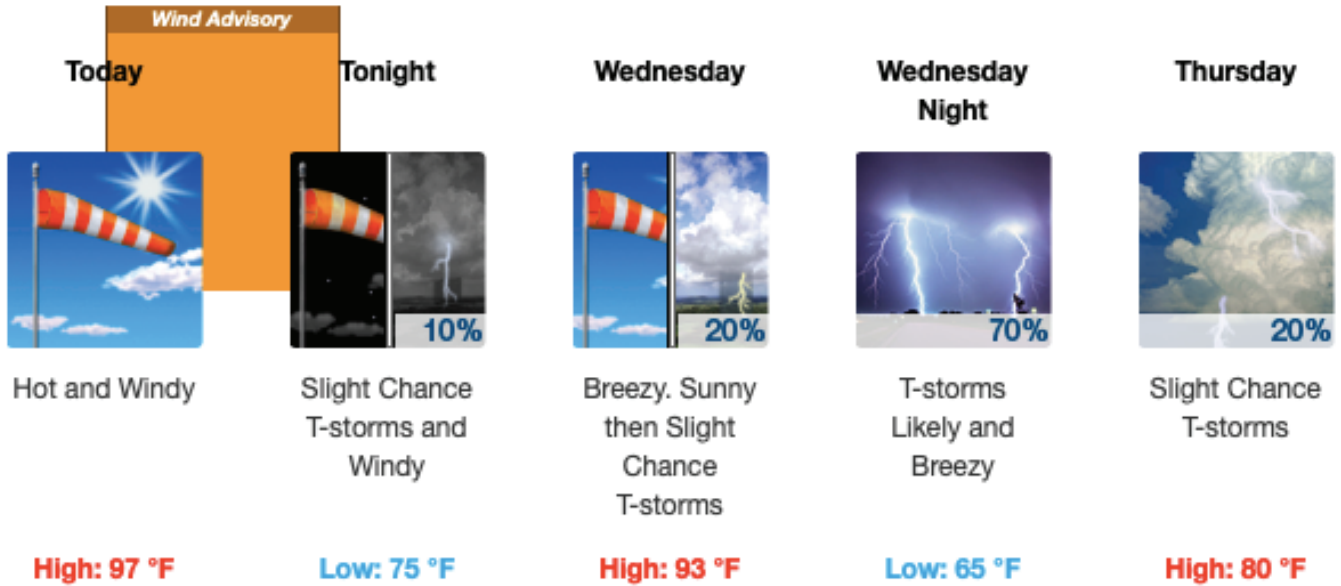 Wind Advisory
Today
Tonight
Wednesday
Wednesday
Night
Thursday
10%
20%
70%
20%
Hot and Windy
Slight Chance
T-storms and
Windy
Breezy. Sunny
then Slight
Chance
T-storms
T-storms
Likely and
Breezy
Slight Chance
T-storms
High: 97 °F
Low: 75 °F
High: 93 °F
Low: 65 °F
High: 80 °F